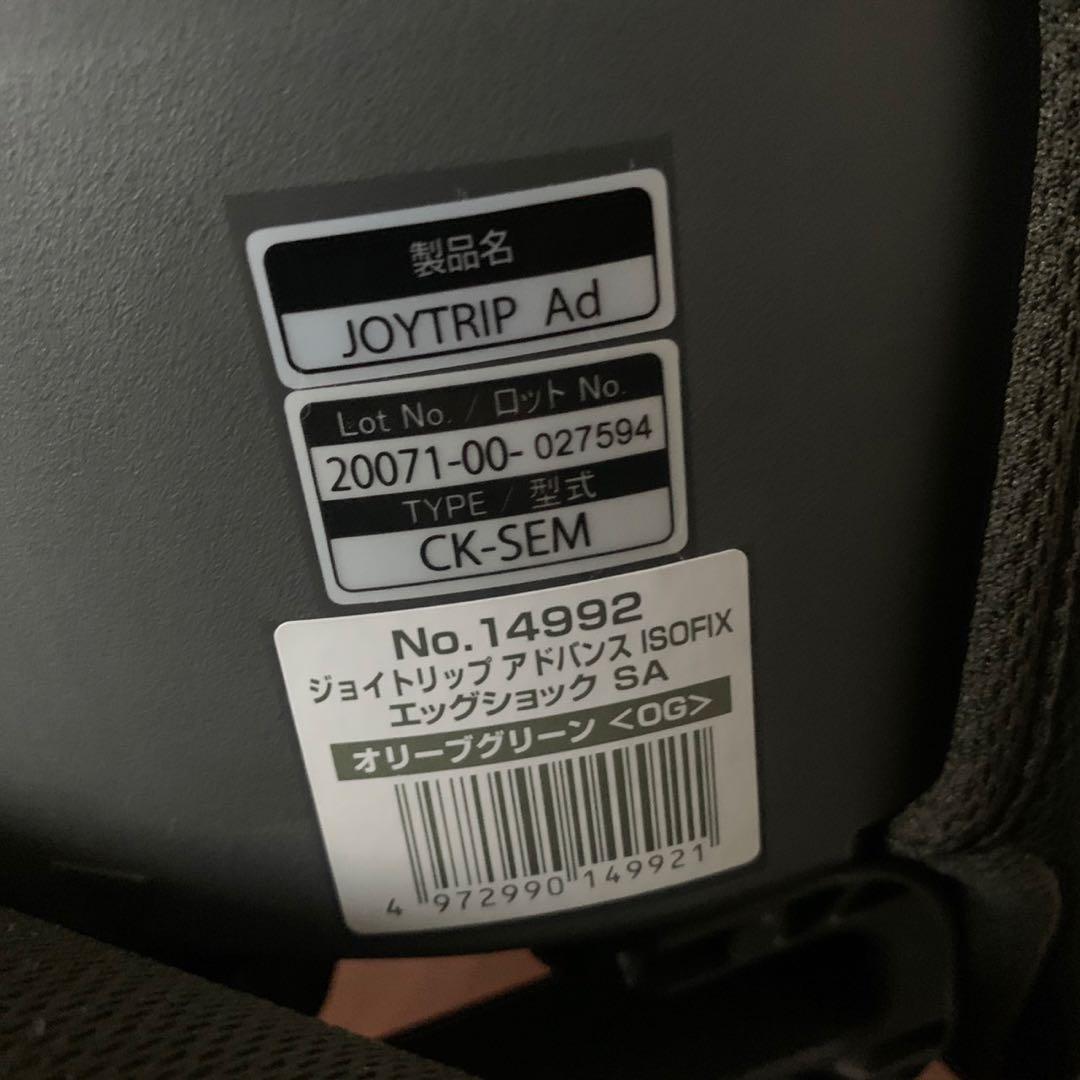 製品名
JOYTRIP Ad
Lot No. / ロット No.
20071-00-027594
TYPE / 型式
CK-SEM
No.14992
ジョイトリップ アドバンス ISOFIX
エッグショック SA
オリーブグリーン <OG>
4 972990 149921